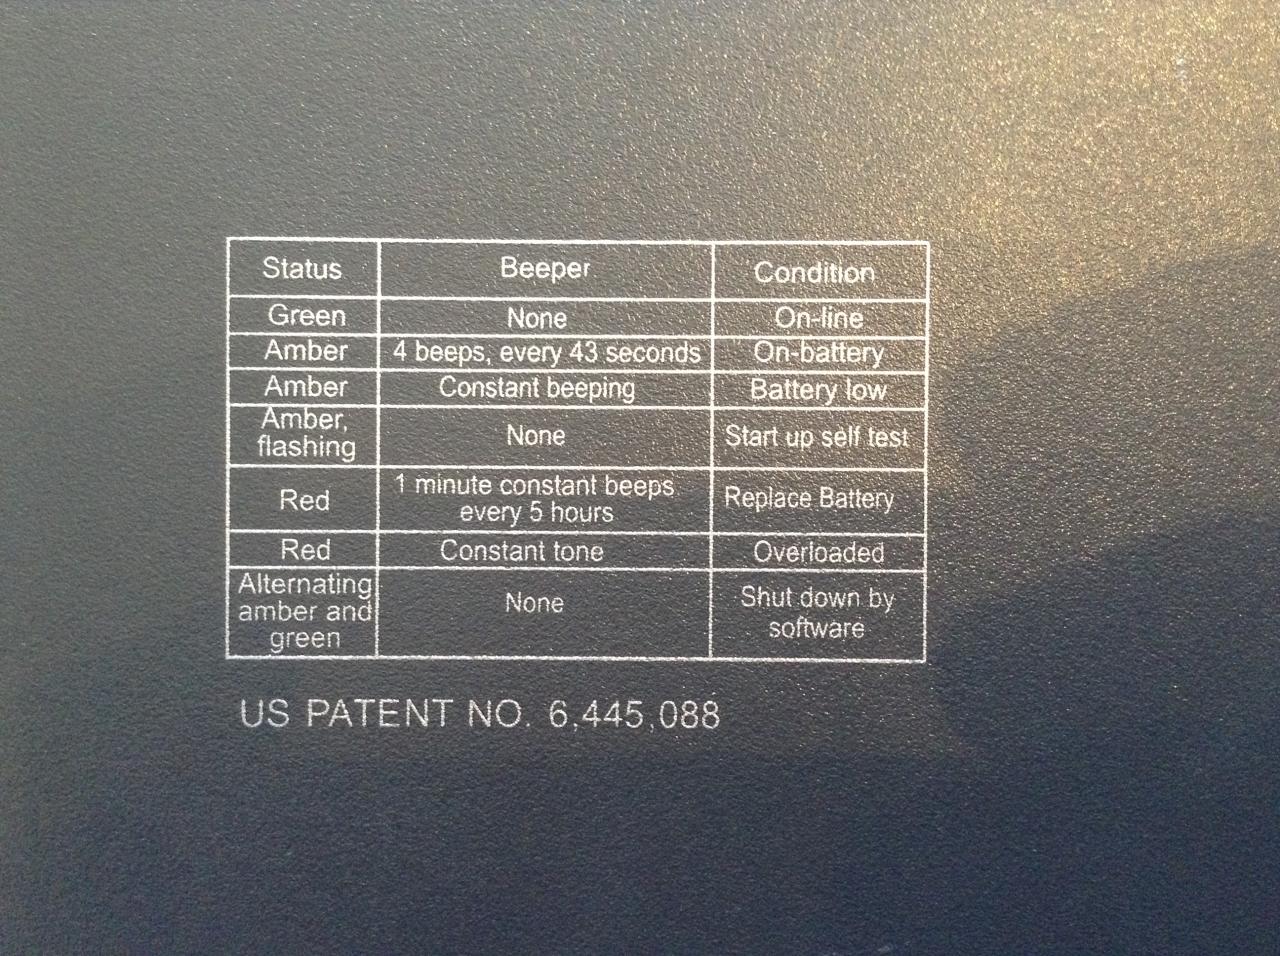 Status Beeper Condition
Green None On-line
Amber 4 beeps, every 43 seconds On-battery
Amber Constant beeping Battery low
Amber,
flashing None Start up self test
Red 1 minute constant beeps
every 5 hours Replace Battery
Red Constant tone Overloaded
Alternating
amber and
green None Shut down by
software
US PATENT NO. 6,445,088